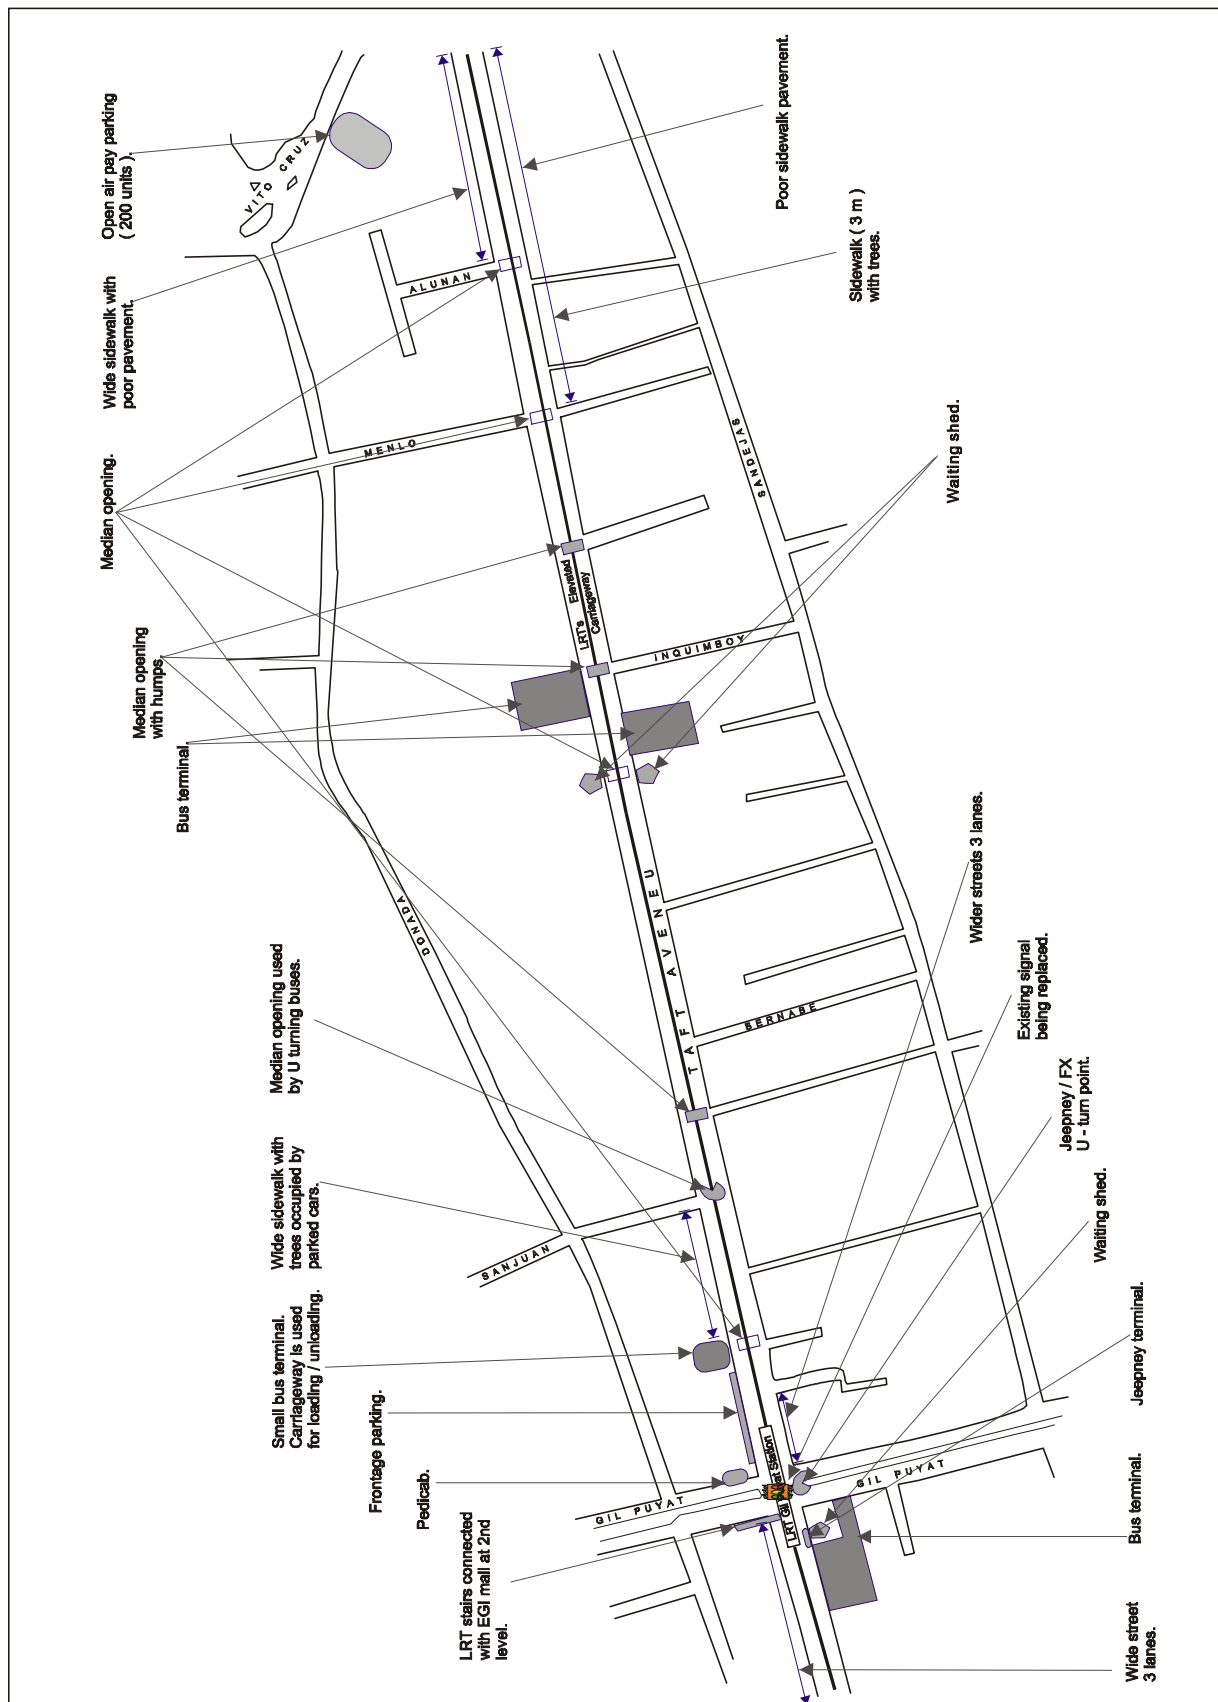 Open air pay parking
( 200 units ).
Wide sidewalk with
poor pavement.
Median opening.
Median opening
with humps.
Bus terminal.
Median opening used
by U turning buses.
Wide sidewalk with
trees occupied by
parked cars.
Small bus terminal.
Carriageway is used
for loading / unloading.
Frontage parking.
Pedicab.
LRT stairs connected
with EGI mall at 2nd
level.
Poor sidewalk pavement.
Sidewalk ( 3 m )
with trees.
Waiting shed.
Wider streets 3 lanes.
Existing signal
being replaced.
Jeepney / FX
U - turn point.
Waiting shed.
Jeepney terminal.
Bus terminal.
Wide street
3 lanes.
VITO CRUZ
ALUNAN
MENLO
SANDEJAS
LRT's Elevated
Carriageway
INQUIMBOY
DONADA
TAFT AVENEU
BERNABE
SANJUAN
GIL PUYAT
GIL PUYAT
LRT Gil
at Station